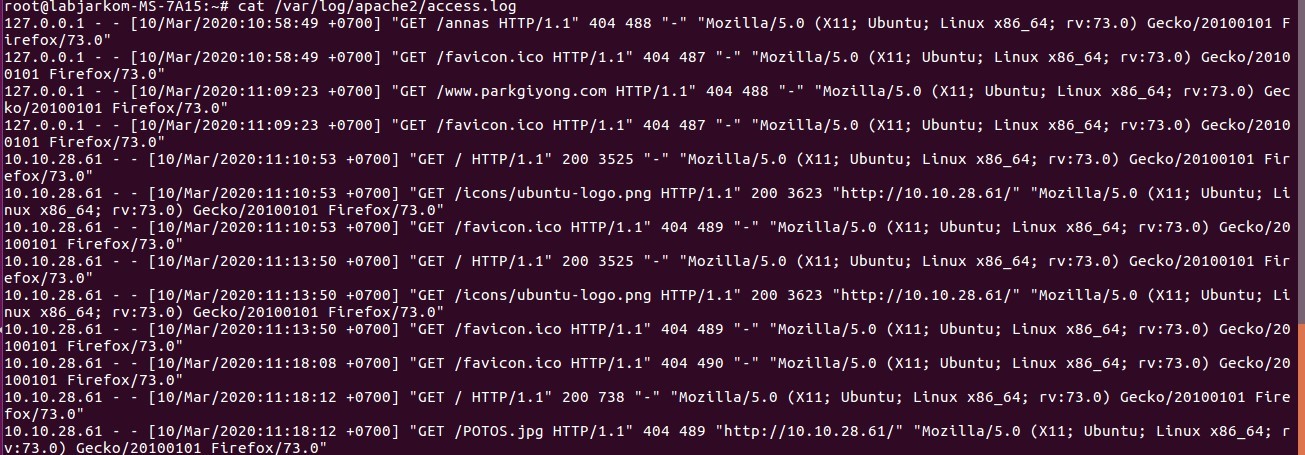 root@labjarkom-MS-7A15:~# cat /var/log/apache2/access.log
127.0.0.1 - - [10/Mar/2020:10:58:49 +0700] "GET /annas HTTP/1.1" 404 488 "-" "Mozilla/5.0 (X11; Ubuntu; Linux x86_64; rv:73.0) Gecko/20100101 F
irefox/73.0"
127.0.0.1 - - [10/Mar/2020:10:58:49 +0700] "GET /favicon.ico HTTP/1.1" 404 487 "-" "Mozilla/5.0 (X11; Ubuntu; Linux x86_64; rv:73.0) Gecko/2010
0101 Firefox/73.0"
127.0.0.1 - - [10/Mar/2020:11:09:23 +0700] "GET /www.parkgiyong.com HTTP/1.1" 404 488 "-" "Mozilla/5.0 (X11; Ubuntu; Linux x86_64; rv:73.0) Gec
ko/20100101 Firefox/73.0"
127.0.0.1 - - [10/Mar/2020:11:09:23 +0700] "GET /favicon.ico HTTP/1.1" 404 487 "-" "Mozilla/5.0 (X11; Ubuntu; Linux x86_64; rv:73.0) Gecko/2010
0101 Firefox/73.0"
10.10.28.61 - - [10/Mar/2020:11:10:53 +0700] "GET / HTTP/1.1" 200 3525 "-" "Mozilla/5.0 (X11; Ubuntu; Linux x86_64; rv:73.0) Gecko/20100101 Fir
efox/73.0"
10.10.28.61 - - [10/Mar/2020:11:10:53 +0700] "GET /icons/ubuntu-logo.png HTTP/1.1" 200 3623 "http://10.10.28.61/" "Mozilla/5.0 (X11; Ubuntu; Li
nux x86_64; rv:73.0) Gecko/20100101 Firefox/73.0"
10.10.28.61 - - [10/Mar/2020:11:10:53 +0700] "GET /favicon.ico HTTP/1.1" 404 489 "-" "Mozilla/5.0 (X11; Ubuntu; Linux x86_64; rv:73.0) Gecko/20
100101 Firefox/73.0"
10.10.28.61 - - [10/Mar/2020:11:13:50 +0700] "GET / HTTP/1.1" 200 3525 "-" "Mozilla/5.0 (X11; Ubuntu; Linux x86_64; rv:73.0) Gecko/20100101 Fir
efox/73.0"
10.10.28.61 - - [10/Mar/2020:11:13:50 +0700] "GET /icons/ubuntu-logo.png HTTP/1.1" 200 3623 "http://10.10.28.61/" "Mozilla/5.0 (X11; Ubuntu; Li
nux x86_64; rv:73.0) Gecko/20100101 Firefox/73.0"
10.10.28.61 - - [10/Mar/2020:11:13:50 +0700] "GET /favicon.ico HTTP/1.1" 404 489 "-" "Mozilla/5.0 (X11; Ubuntu; Linux x86_64; rv:73.0) Gecko/20
100101 Firefox/73.0"
10.10.28.61 - - [10/Mar/2020:11:18:08 +0700] "GET /favicon.ico HTTP/1.1" 404 490 "-" "Mozilla/5.0 (X11; Ubuntu; Linux x86_64; rv:73.0) Gecko/20
100101 Firefox/73.0"
10.10.28.61 - - [10/Mar/2020:11:18:12 +0700] "GET / HTTP/1.1" 200 738 "-" "Mozilla/5.0 (X11; Ubuntu; Linux x86_64; rv:73.0) Gecko/20100101 Fire
fox/73.0"
10.10.28.61 - - [10/Mar/2020:11:18:12 +0700] "GET /POTOS.jpg HTTP/1.1" 404 489 "http://10.10.28.61/" "Mozilla/5.0 (X11; Ubuntu; Linux x86_64; r
v:73.0) Gecko/20100101 Firefox/73.0"